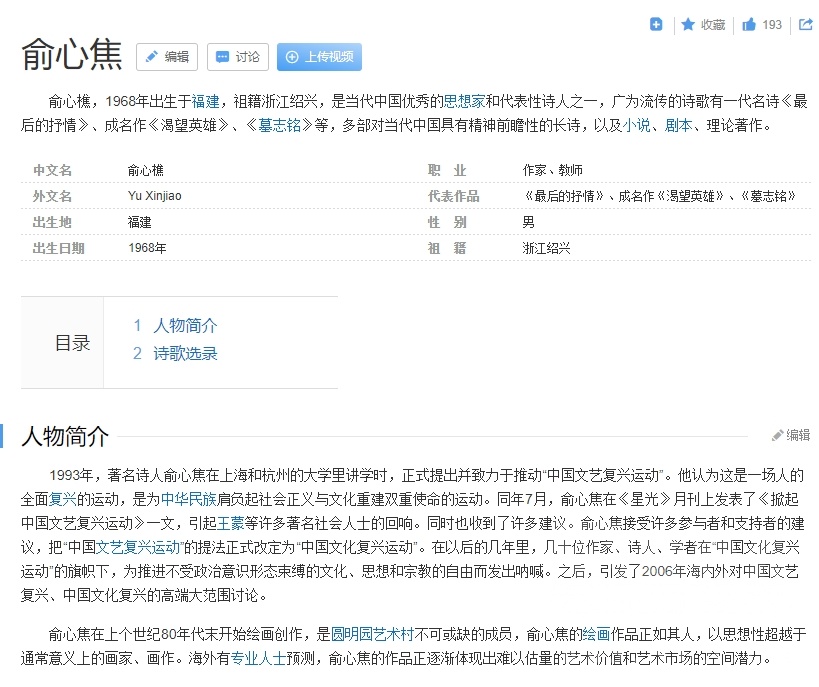 收藏 193
俞心焦 编辑 讨论 上传视频
俞心樵，1968年出生于福建，祖籍浙江绍兴，是当代中国优秀的思想家和代表性诗人之一，广为流传的诗歌有一代名诗《最
后的抒情》、成名作《渴望英雄》、《墓志铭》等，多部对当代中国具有精神前瞻性的长诗，以及小说、剧本、理论著作。
中文名 俞心樵 职 业 作家、教师
外文名 Yu Xinjiao 代表作品 《最后的抒情》、成名作《渴望英雄》、《墓志铭》
出生地 福建 性 别 男
出生日期 1968年 祖 籍 浙江绍兴
目录
1 人物简介
2 诗歌选录
人物简介 编辑
1993年，著名诗人俞心焦在上海和杭州的大学里讲学时，正式提出并致力于推动“中国文艺复兴运动”。他认为这是一场人的
全面复兴的运动，是为中华民族肩负起社会正义与文化重建双重使命的运动。同年7月，俞心焦在《星光》月刊上发表了《掀起
中国文艺复兴运动》一文，引起王蒙等许多著名社会人士的回响。同时也收到了许多建议。俞心焦接受许多参与者和支持者的建
议，把“中国文艺复兴运动”的提法正式改定为“中国文化复兴运动”。在以后的几年里，几十位作家、诗人、学者在“中国文化复兴
运动”的旗帜下，为推进不受政治意识形态束缚的文化、思想和宗教的自由而发出呐喊。之后，引发了2006年海内外对中国文艺
复兴、中国文化复兴的高端大范围讨论。
俞心焦在上个世纪80年代末开始绘画创作，是圆明园艺术村不可或缺的成员，俞心焦的绘画作品正如其人，以思想性超越于
通常意义上的画家、画作。海外有专业人士预测，俞心焦的作品正逐渐体现出难以估量的艺术价值和艺术市场的空间潜力。